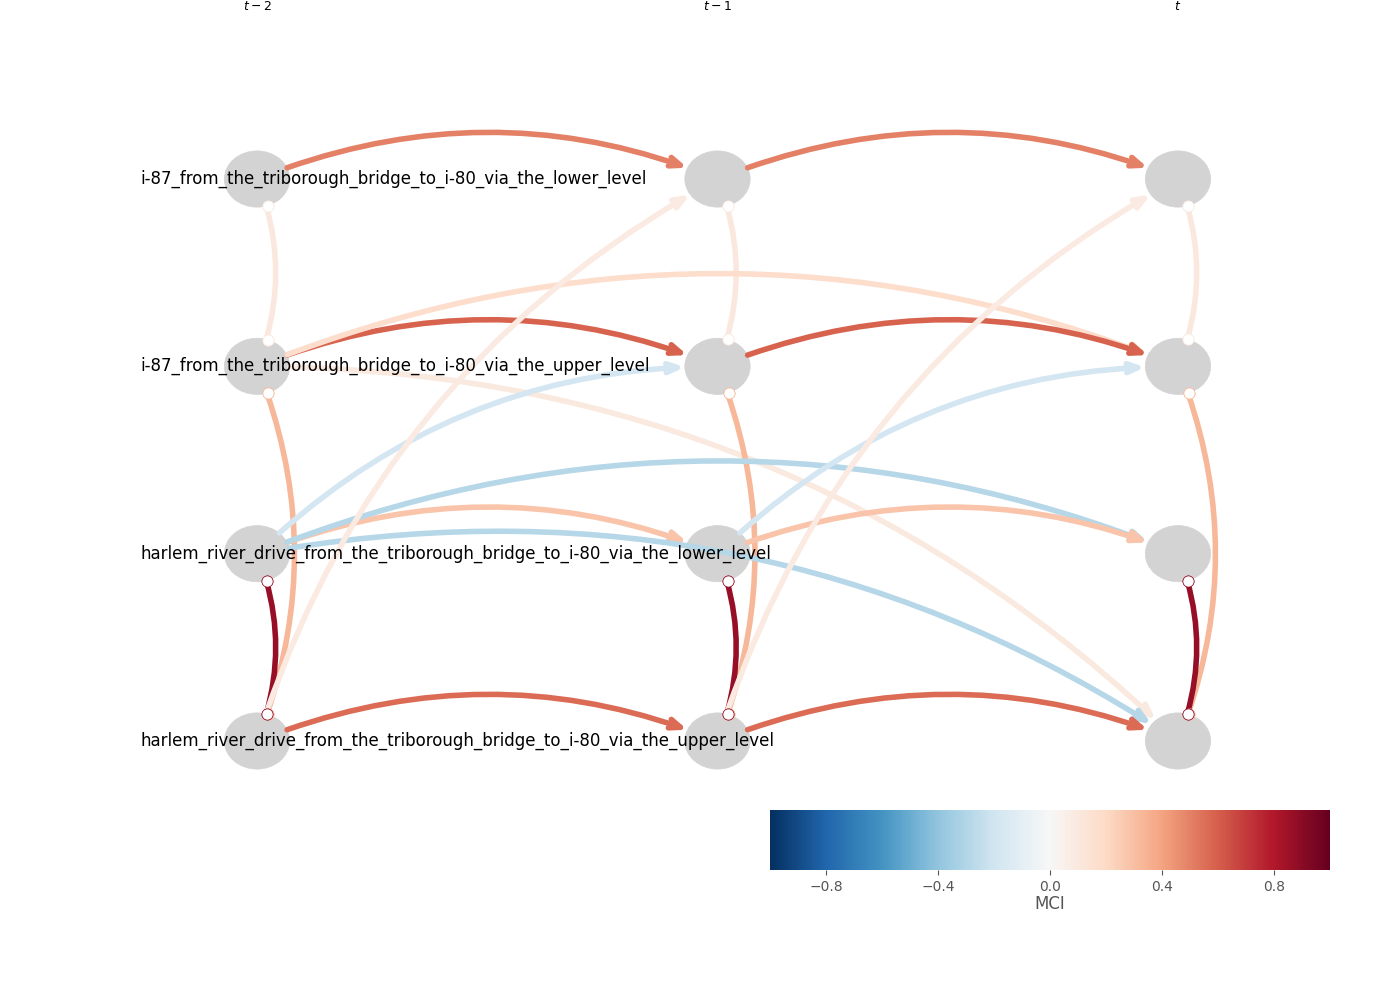 t − 2 t − 1 t
i-87_from_the_triborough_bridge_to_i-80_via_the_lower_level
i-87_from_the_triborough_bridge_to_i-80_via_the_upper_level
harlem_river_drive_from_the_triborough_bridge_to_i-80_via_the_lower_level
harlem_river_drive_from_the_triborough_bridge_to_i-80_via_the_upper_level
−0.8 −0.4 0.0 0.4 0.8
MCI